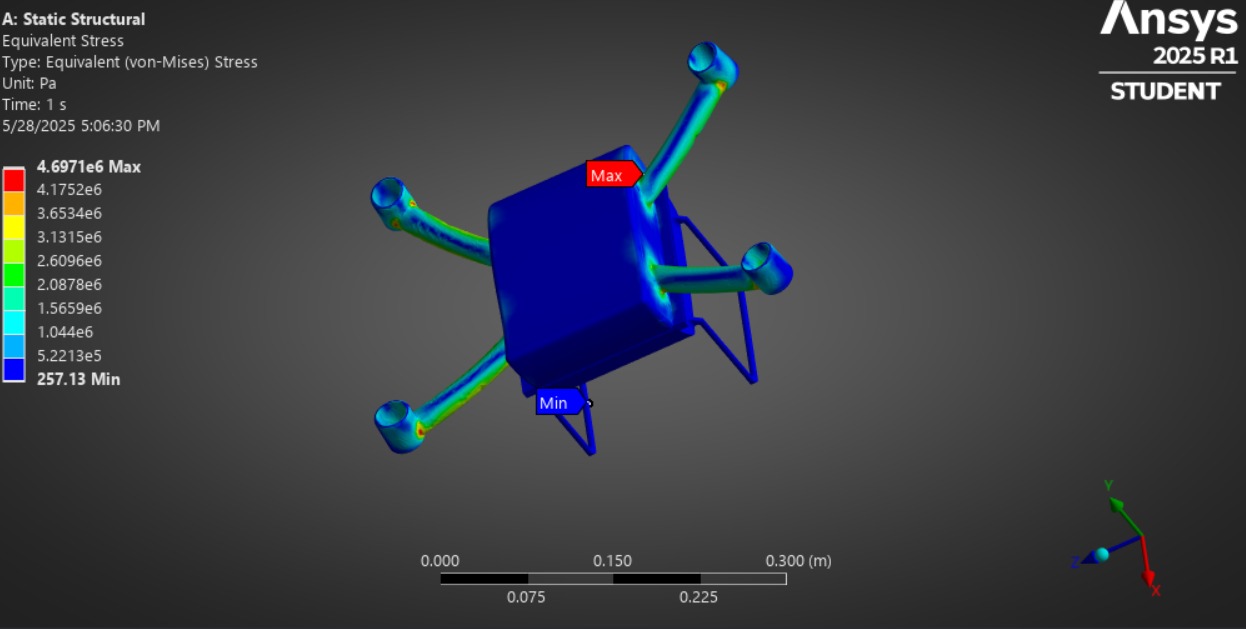 A: Static Structural
Equivalent Stress
Type: Equivalent (von-Mises) Stress
Unit: Pa
Time: 1 s
5/28/2025 5:06:30 PM
4.6971e6 Max
4.1752e6
3.6534e6
3.1315e6
2.6096e6
2.0878e6
1.5659e6
1.044e6
5.2213e5
257.13 Min
Ansys
2025 R1
STUDENT
Max
Min
0.000 0.150 0.300 (m)
0.075 0.225
Y
Z
X